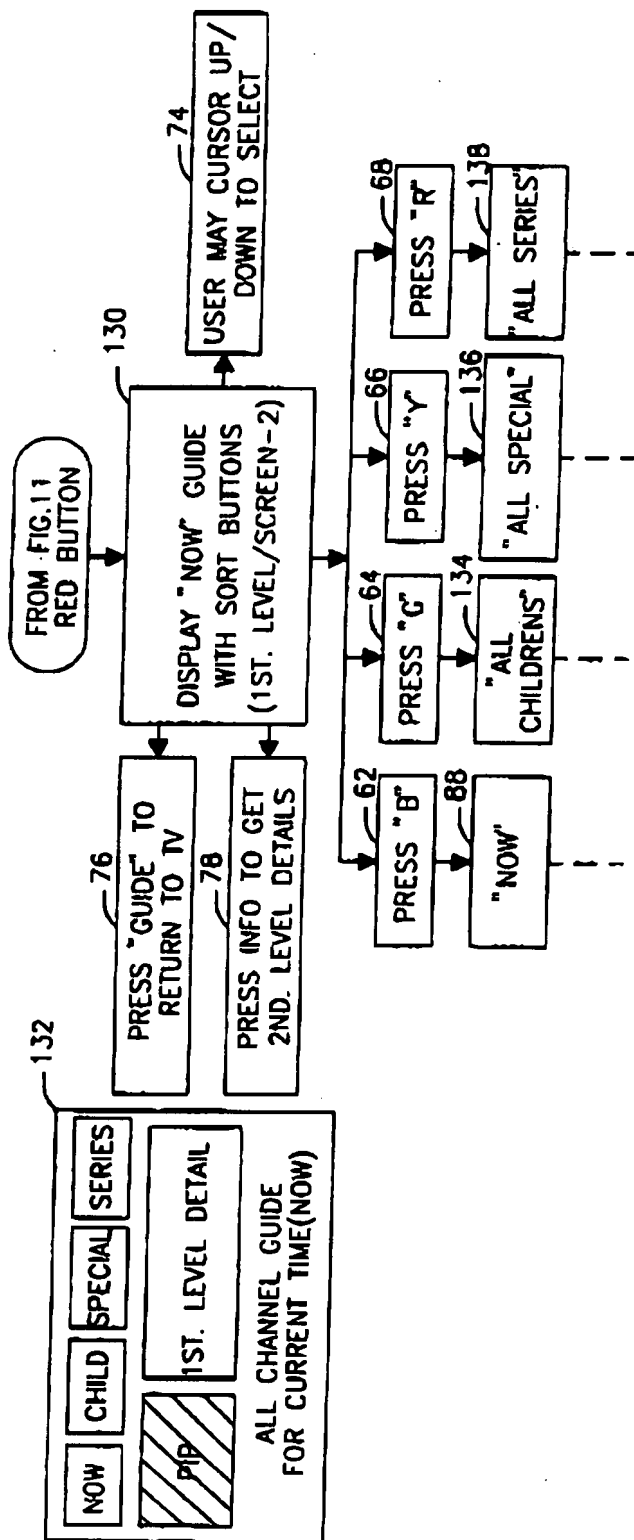 FROM FIG.11
RED BUTTON
130
DISPLAY "NOW" GUIDE
WITH SORT BUTTONS
(1ST. LEVEL/SCREEN-2)
74
USER MAY CURSOR UP/
DOWN TO SELECT
76
PRESS "GUIDE" TO
RETURN TO TV
78
PRESS INFO TO GET
2ND. LEVEL DETAILS
132
NOW
CHILD
SPECIAL
SERIES
PIP
1ST. LEVEL DETAIL
ALL CHANNEL GUIDE
FOR CURRENT TIME(NOW)
62
PRESS "B"
88
"NOW"
64
PRESS "G"
134
"ALL
CHILDRENS"
66
PRESS "Y"
136
"ALL SPECIAL"
68
PRESS "R"
138
"ALL SERIES"